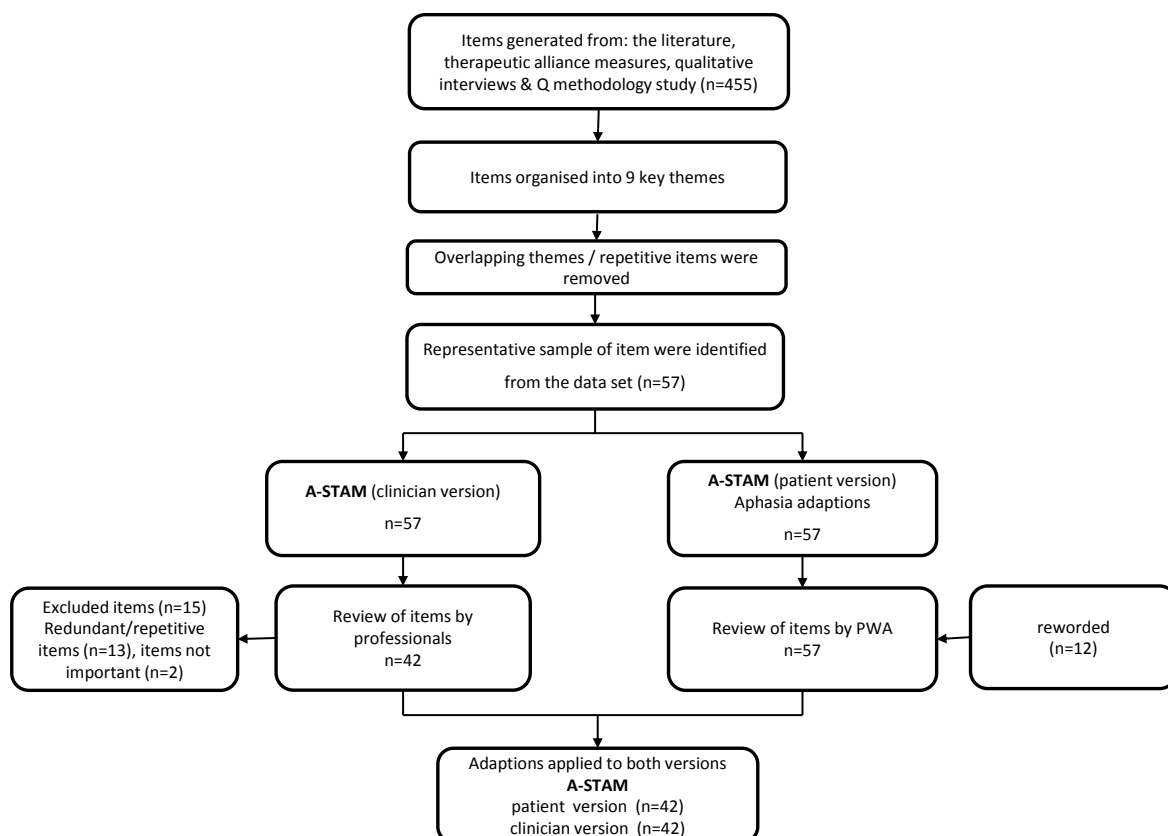 Items generated from: the literature,
therapeutic alliance measures, qualitative
interviews & Q methodology study (n=455)
Items organised into 9 key themes
Overlapping themes / repetitive items were
removed
Representative sample of item were identified
from the data set (n=57)
A-STAM (clinician version)
n=57
A-STAM (patient version)
Aphasia adaptions
n=57
Excluded items (n=15)
Redundant/repetitive
items (n=13), items not
important (n=2)
Review of items by
professionals
n=42
Review of items by PWA
n=57
reworded
(n=12)
Adaptions applied to both versions
A-STAM
patient version (n=42)
clinician version (n=42)